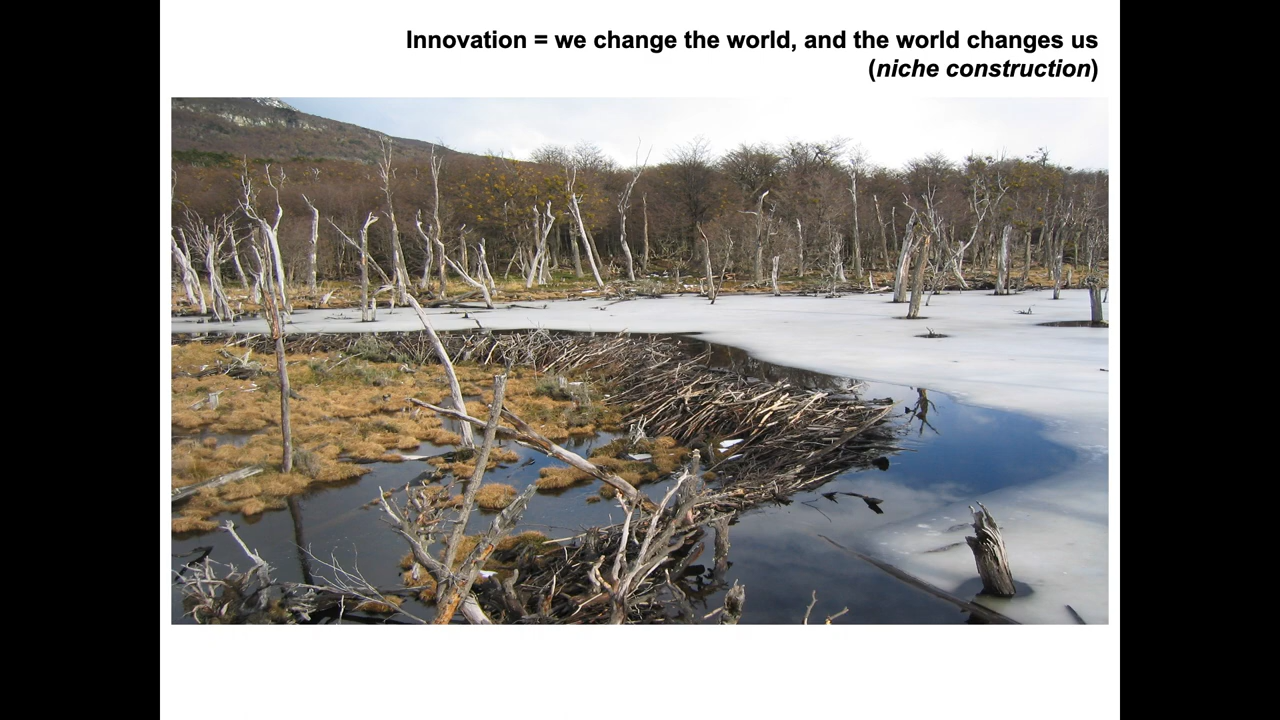 Innovation = we change the world, and the world changes us
(niche construction)